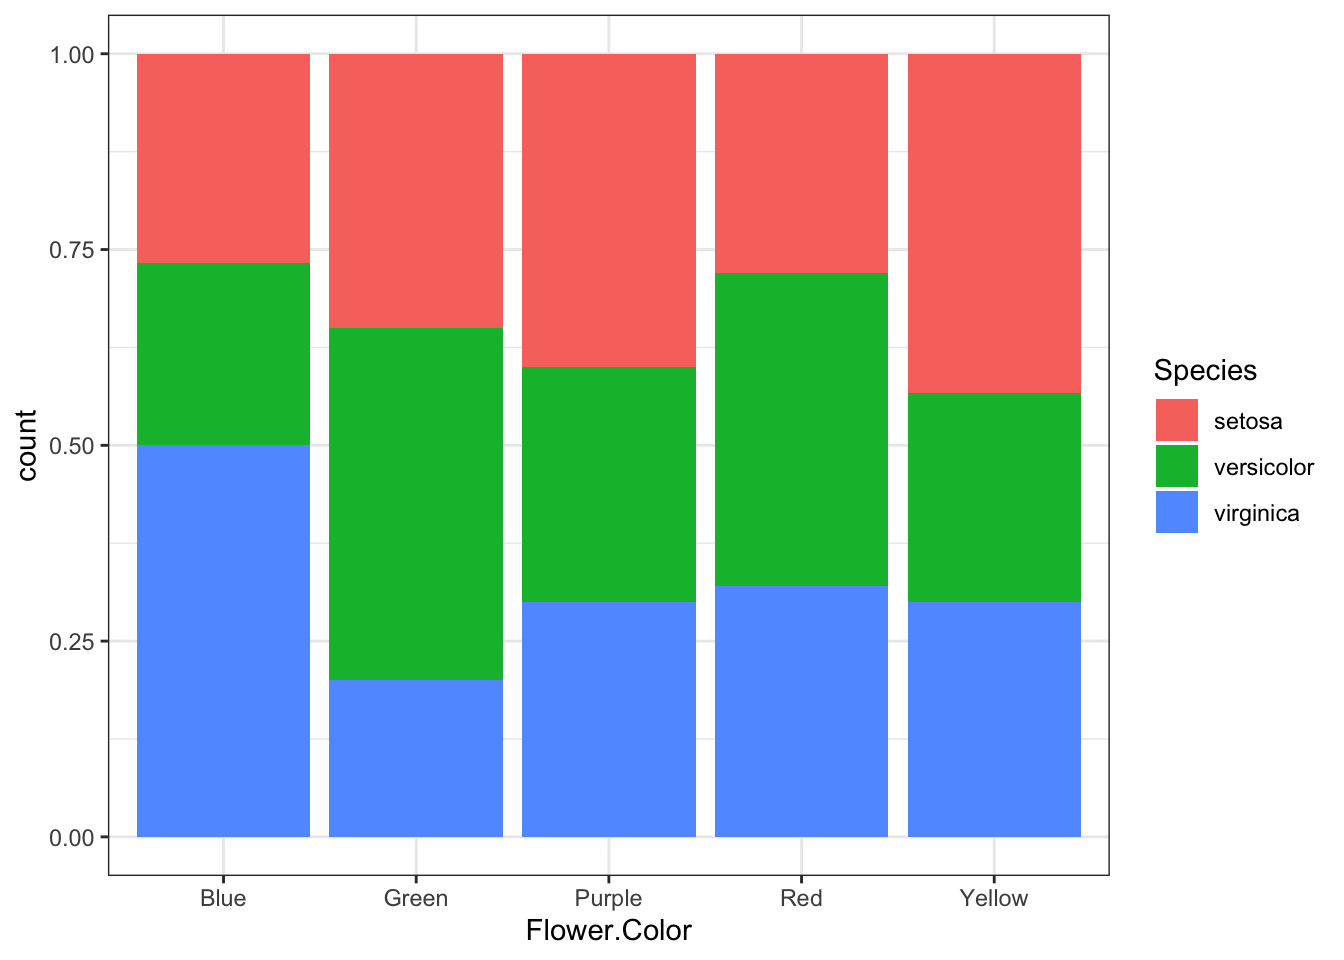 1.00
0.75
0.50
0.25
0.00
count
Blue Green Purple Red Yellow
Flower.Color
Species
setosa
versicolor
virginica